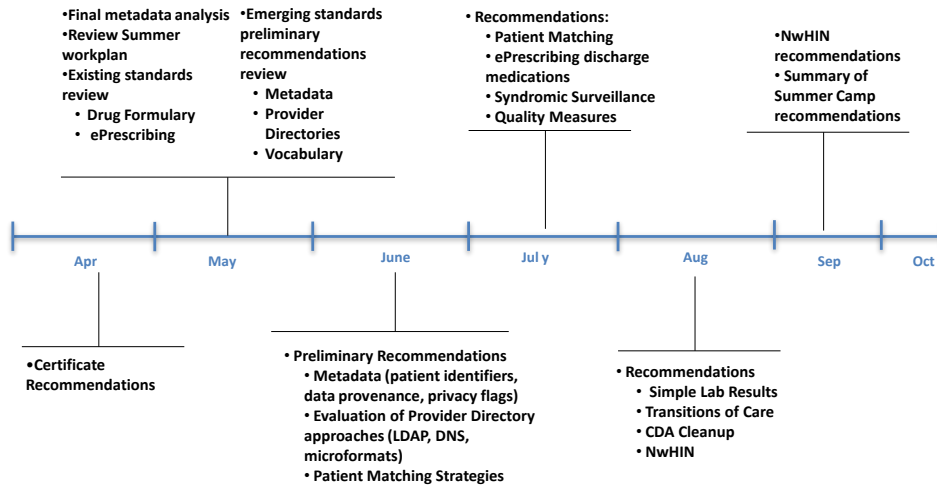 •Final metadata analysis
•Review Summer
workplan
•Existing standards
review
• Drug Formulary
• ePrescribing
•Emerging standards
preliminary
recommendations
review
• Metadata
• Provider
Directories
• Vocabulary
• Recommendations:
• Patient Matching
• ePrescribing discharge
medications
• Syndromic Surveillance
• Quality Measures
•NwHIN
recommendations
• Summary of
Summer Camp
recommendations
Apr
May
June
Jul y
Aug
Sep
Oct
•Certificate
Recommendations
• Preliminary Recommendations
• Metadata (patient identifiers,
data provenance, privacy flags)
• Evaluation of Provider Directory
approaches (LDAP, DNS,
microformats)
• Patient Matching Strategies
• Recommendations
• Simple Lab Results
• Transitions of Care
• CDA Cleanup
• NwHIN